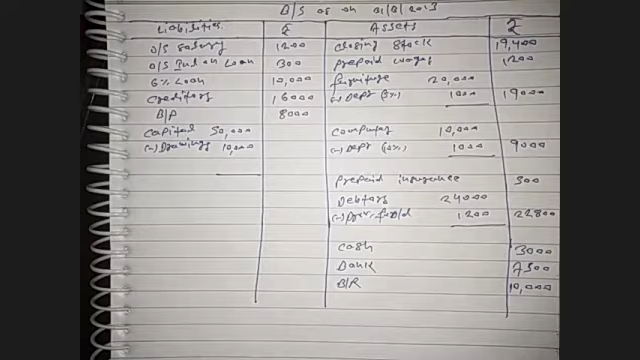 B/S as on 31/3/2013
Liabilities ₹ Assets ₹
O/S Salary 1200 Closing Stock 19,400
O/S Int on Loan 300 prepaid wages 1200
6% Loan 10,000 furniture 20,000
Creditors 16000 (-) Depr (5%) 1000 19000
B/P 8000
Capital 50,000 Computer 10,000
(-) Drawings 10,000 (-) Depr (10%) 1000 9000
prepaid insurance 300
Debtors 24000
(-) prov. for D/d 1200 22800
Cash 3000
Bank 7500
B/R 10,000